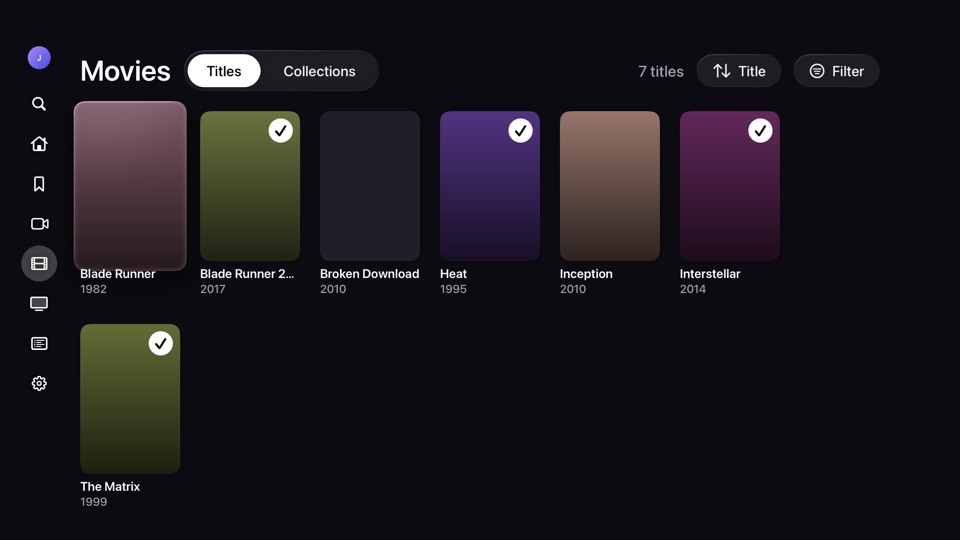 J
Movies
Titles
Collections
7 titles
Title
Filter
Blade Runner
1982
Blade Runner 2...
2017
Broken Download
2010
Heat
1995
Inception
2010
Interstellar
2014
The Matrix
1999